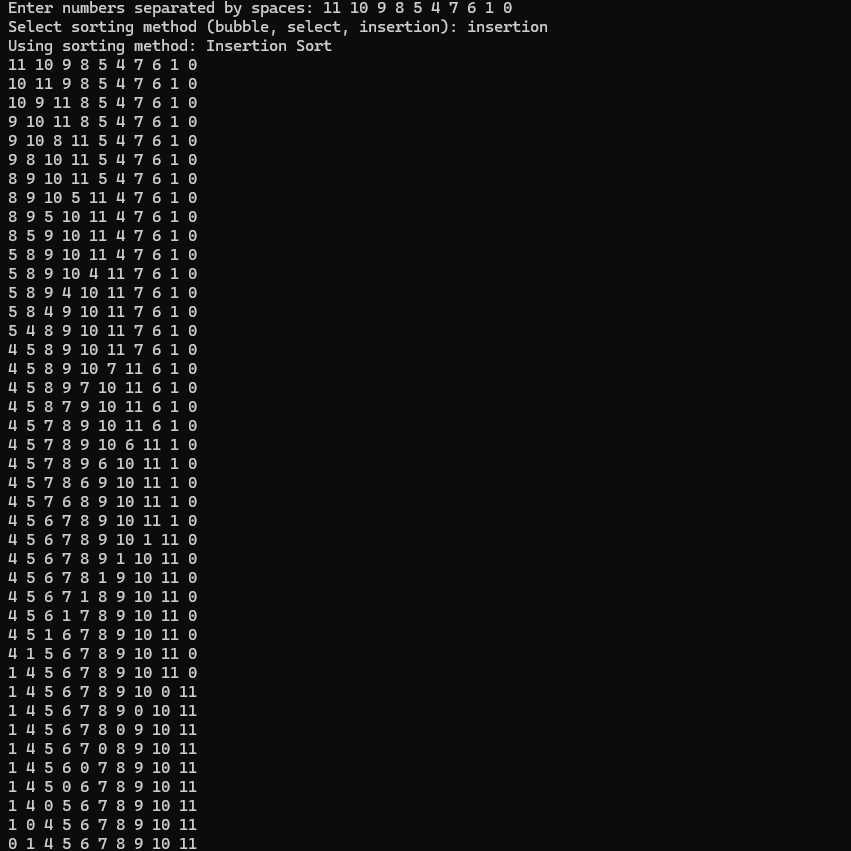 Enter numbers separated by spaces: 11 10 9 8 5 4 7 6 1 0
Select sorting method (bubble, select, insertion): insertion
Using sorting method: Insertion Sort
11 10 9 8 5 4 7 6 1 0
10 11 9 8 5 4 7 6 1 0
10 9 11 8 5 4 7 6 1 0
9 10 11 8 5 4 7 6 1 0
9 10 8 11 5 4 7 6 1 0
9 8 10 11 5 4 7 6 1 0
8 9 10 11 5 4 7 6 1 0
8 9 10 5 11 4 7 6 1 0
8 9 5 10 11 4 7 6 1 0
8 5 9 10 11 4 7 6 1 0
5 8 9 10 11 4 7 6 1 0
5 8 9 10 4 11 7 6 1 0
5 8 9 4 10 11 7 6 1 0
5 8 4 9 10 11 7 6 1 0
5 4 8 9 10 11 7 6 1 0
4 5 8 9 10 11 7 6 1 0
4 5 8 9 10 7 11 6 1 0
4 5 8 9 7 10 11 6 1 0
4 5 8 7 9 10 11 6 1 0
4 5 7 8 9 10 11 6 1 0
4 5 7 8 9 10 6 11 1 0
4 5 7 8 9 6 10 11 1 0
4 5 7 8 6 9 10 11 1 0
4 5 7 6 8 9 10 11 1 0
4 5 6 7 8 9 10 11 1 0
4 5 6 7 8 9 10 1 11 0
4 5 6 7 8 9 1 10 11 0
4 5 6 7 8 1 9 10 11 0
4 5 6 7 1 8 9 10 11 0
4 5 6 1 7 8 9 10 11 0
4 5 1 6 7 8 9 10 11 0
4 1 5 6 7 8 9 10 11 0
1 4 5 6 7 8 9 10 11 0
1 4 5 6 7 8 9 10 0 11
1 4 5 6 7 8 9 0 10 11
1 4 5 6 7 8 0 9 10 11
1 4 5 6 7 0 8 9 10 11
1 4 5 6 0 7 8 9 10 11
1 4 5 0 6 7 8 9 10 11
1 4 0 5 6 7 8 9 10 11
1 0 4 5 6 7 8 9 10 11
0 1 4 5 6 7 8 9 10 11